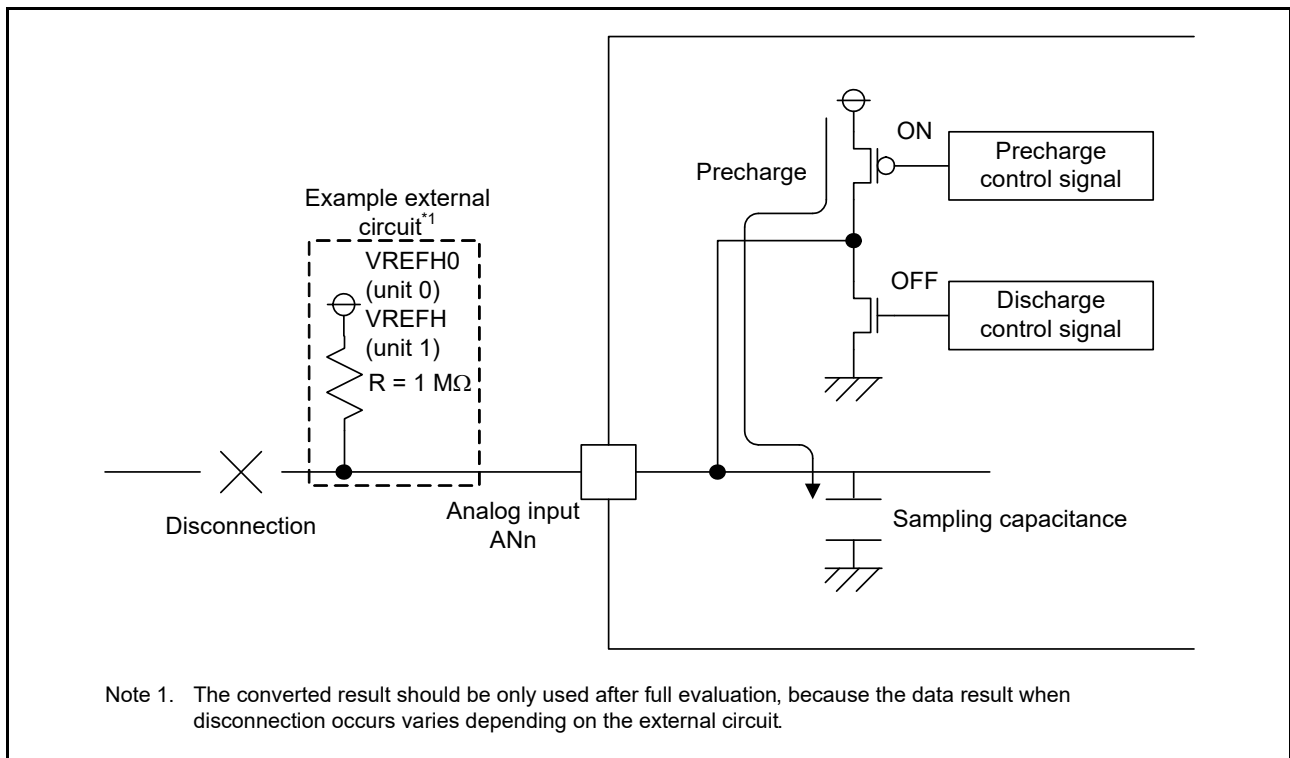 ON
Precharge
control signal
Precharge
Example external
circuit*1
VREFH0
(unit 0)
VREFH
(unit 1)
R = 1 MΩ
OFF
Discharge
control signal
Disconnection
Analog input
ANn
Sampling capacitance
Note 1. The converted result should be only used after full evaluation, because the data result when
disconnection occurs varies depending on the external circuit.